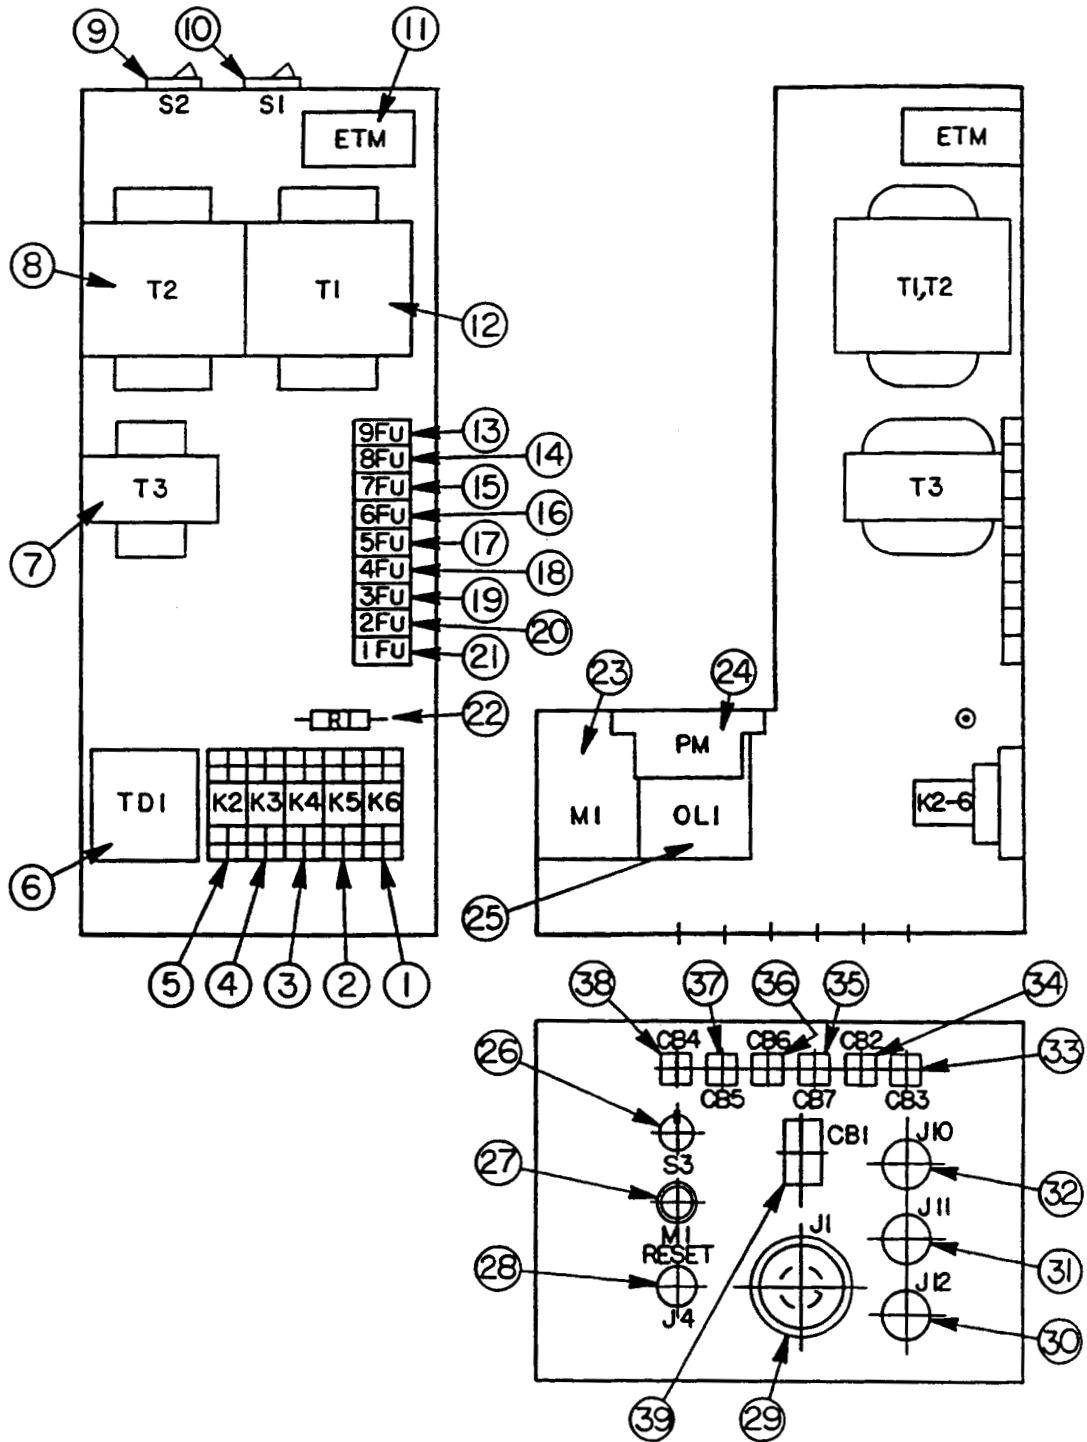 9
10
11
S2
S1
ETM
ETM
8
T2
T1
12
T1,T2
9FU
13
8FU
14
7FU
15
T3
6FU
16
T3
5FU
17
7
4FU
18
3FU
19
2FU
20
1FU
21
23
24
R1
22
PM
TD1
K2
K3
K4
K5
K6
M1
OL1
K2-6
6
25
5
4
3
2
1
38
37
36
35
34
CB4
CB6
CB2
33
26
CB5
CB7
CB3
CB1
J10
27
S3
32
M1
RESET
J1
J11
28
31
J4
J12
30
39
29